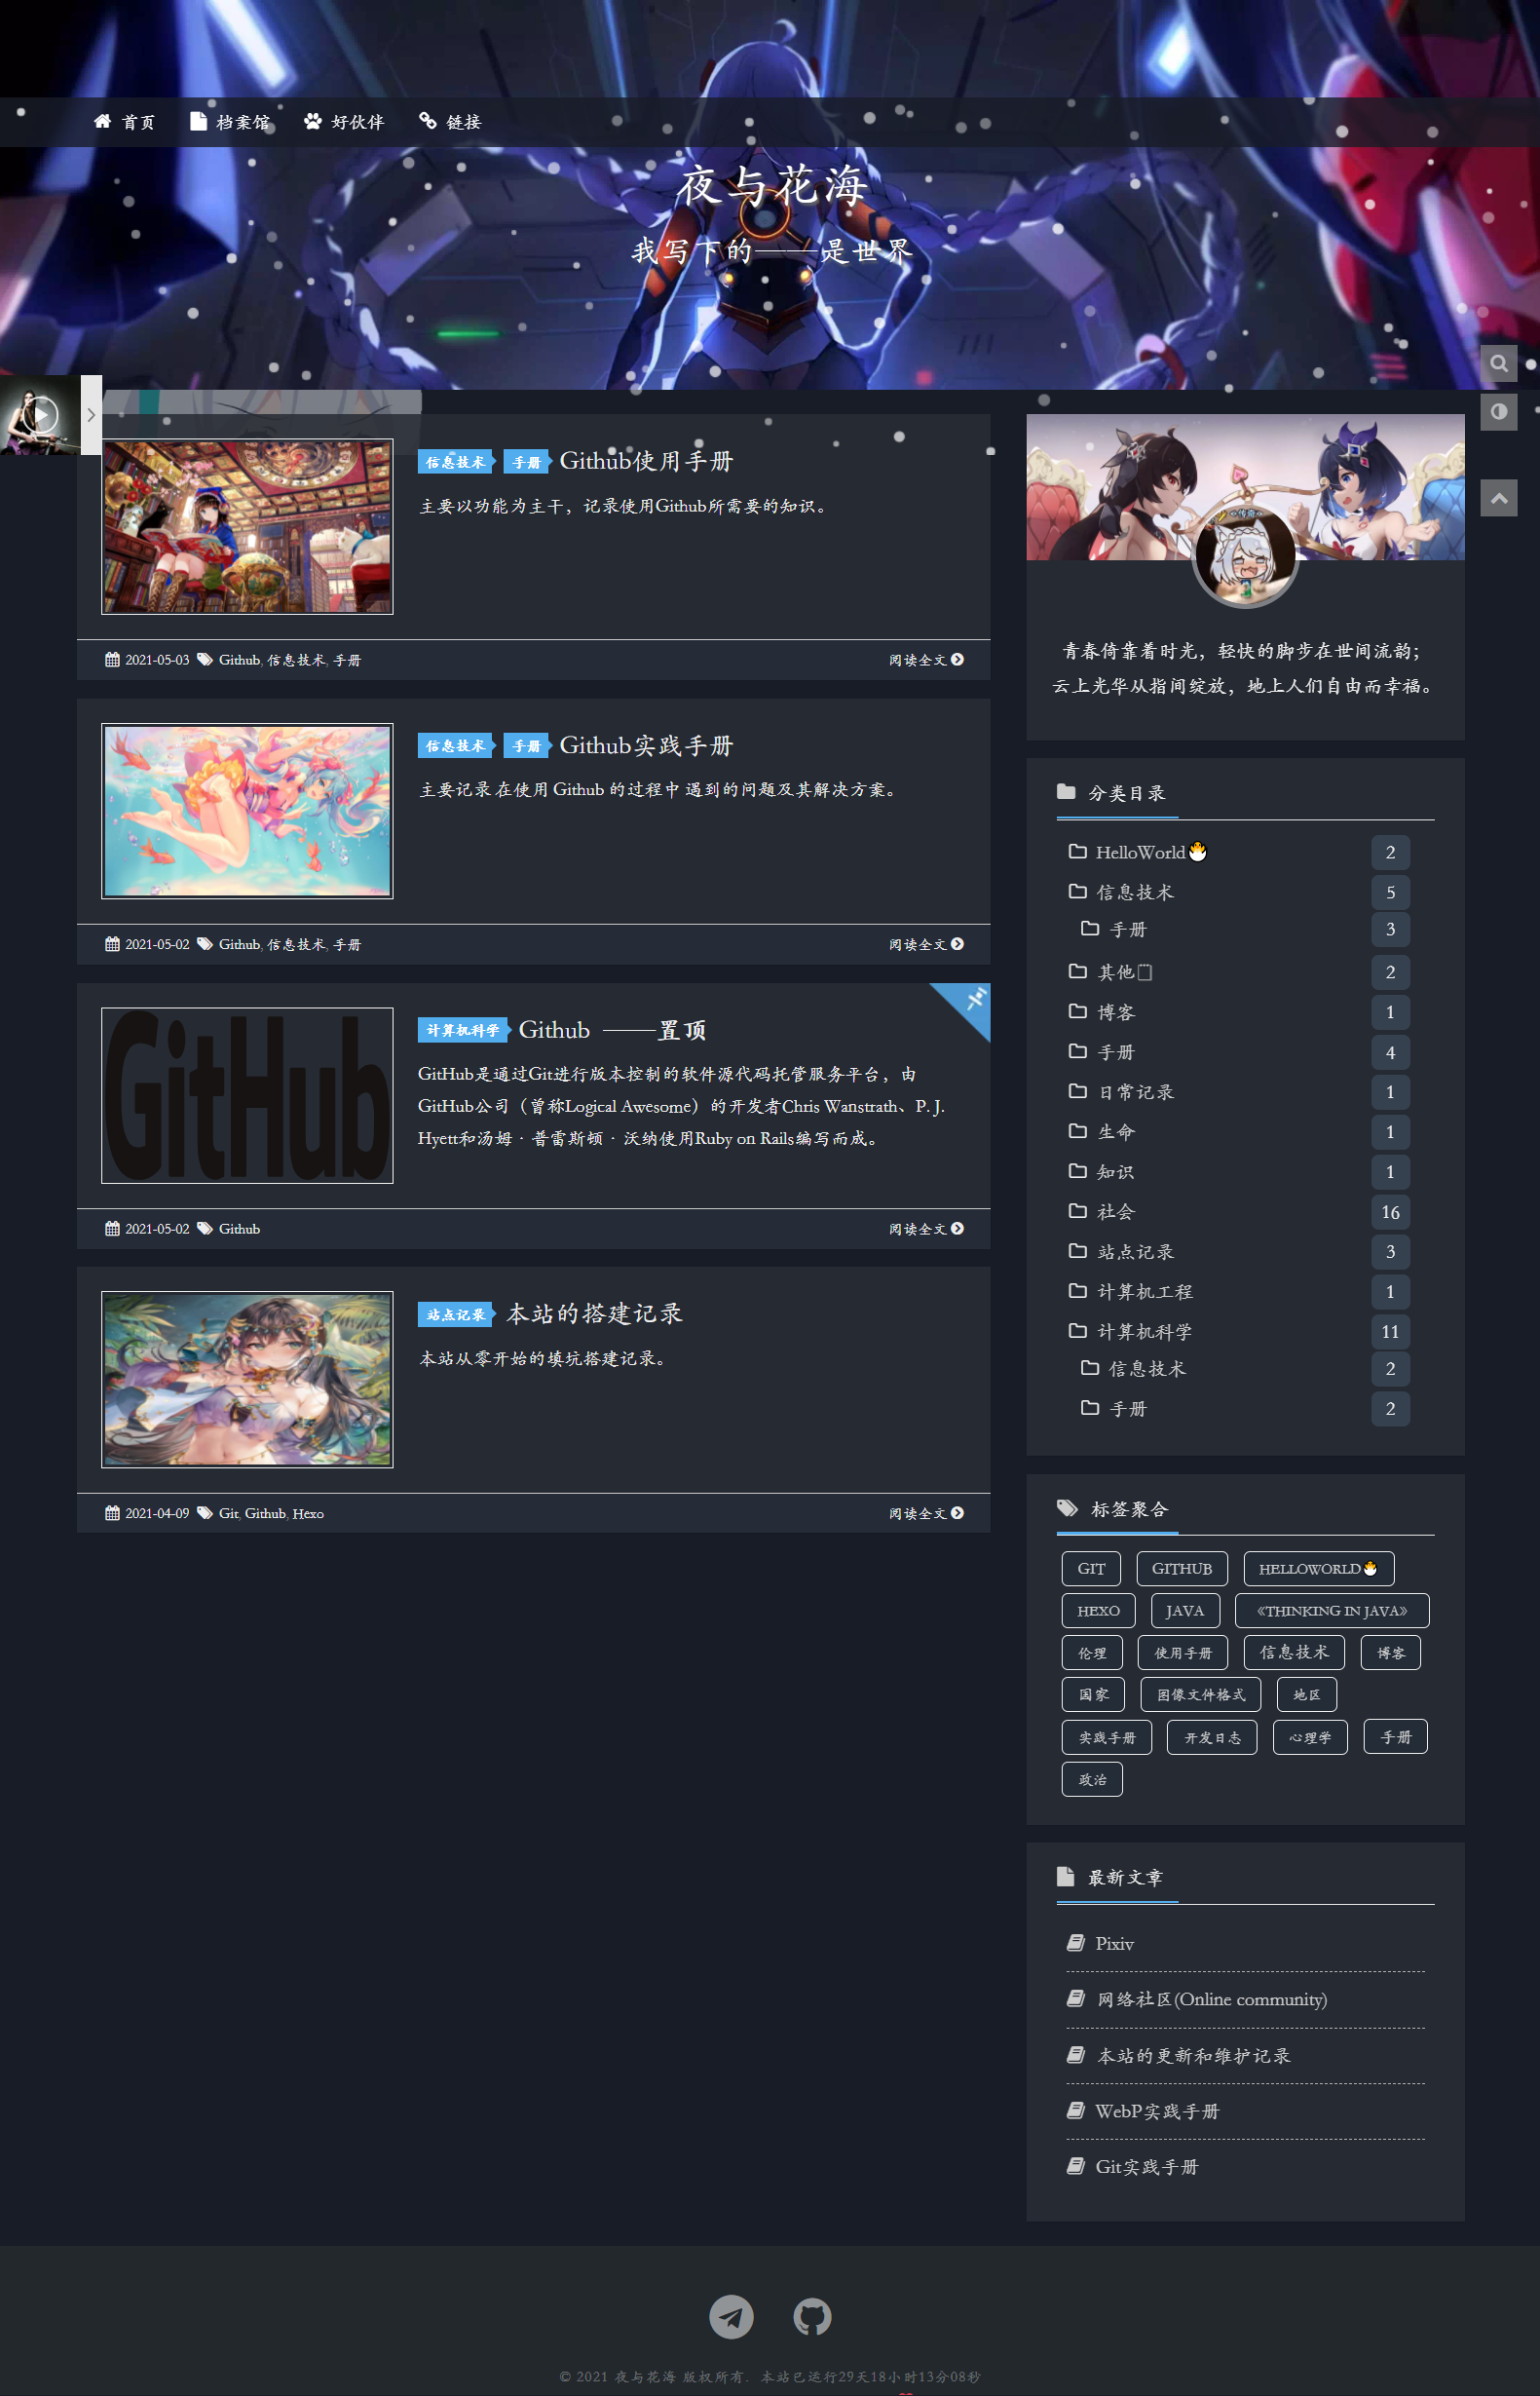 首页 档案馆 好伙伴 链接
夜与花海
我写下的——是世界
信息技术 手册 Github使用手册
主要以功能为主干，记录使用Github所需要的知识。
2021-05-03 Github, 信息技术, 手册 阅读全文
信息技术 手册 Github实践手册
主要记录在使用 Github 的过程中遇到的问题及其解决方案。
2021-05-02 Github, 信息技术, 手册 阅读全文
GitHub
计算机科学 Github ——置顶
GitHub是通过Git进行版本控制的软件源代码托管服务平台，由
GitHub公司（曾称Logical Awesome）的开发者Chris Wanstrath、P. J.
Hyett和汤姆·普雷斯顿·沃纳使用Ruby on Rails编写而成。
2021-05-02 Github 阅读全文
站点记录 本站的搭建记录
本站从零开始的填坑搭建记录。
2021-04-09 Git, Github, Hexo 阅读全文
青春倚靠着时光，轻快的脚步在世间流韵；
云上光华从指间绽放，地上人们自由而幸福。
分类目录
HelloWorld🐣 2
信息技术 5
手册 3
其他 2
博客 1
手册 4
日常记录 1
生命 1
知识 1
社会 16
站点记录 3
计算机工程 1
计算机科学 11
信息技术 2
手册 2
标签聚合
GIT GITHUB HELLOWORLD🐣
HEXO JAVA 《THINKING IN JAVA》
伦理 使用手册 信息技术 博客
国家 图像文件格式 地区
实践手册 开发日志 心理学 手册
政治
最新文章
Pixiv
网络社区(Online community)
本站的更新和维护记录
WebP实践手册
Git实践手册
© 2021 夜与花海 版权所有. 本站已运行29天18小时13分08秒